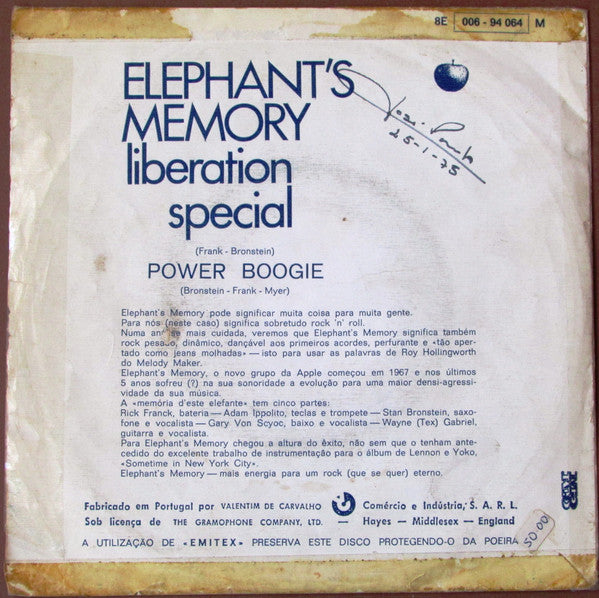 8E 006 - 94 064 M
ELEPHANT'S
MEMORY
liberation
special
25-1-75
(Frank - Bronstein)
POWER BOOGIE
(Bronstein - Frank - Myer)
Elephant's Memory pode significar muita coisa para muita gente.
Para nós (neste caso) significa sobretudo rock 'n' roll.
Numa an se mais cuidada, veremos que Elephant's Memory significa também
rock pesado, dinâmico, dançável aos primeiros acordes, perfurante e «tão aper-
tado como jeans molhadas» — isto para usar as palavras de Roy Hollingworth
do Melody Maker.
Elephant's Memory, o novo grupo da Apple começou em 1967 e nos últimos
5 anos sofreu (?) na sua sonoridade a evolução para uma maior densi-agressi-
vidade da sua música.
A «memória d'este elefante» tem cinco partes:
Rick Franck, bateria — Adam Ippolito, teclas e trompete — Stan Bronstein, saxo-
fone e vocalista — Gary Von Scyoc, baixo e vocalista — Wayne (Tex) Gabriel,
guitarra e vocalista.
Para Elephant's Memory chegou a altura do êxito, não sem que o tenham ante-
cedido do excelente trabalho de instrumentação para o álbum de Lennon e Yoko,
«Sometime in New York City».
Elephant's Memory — mais energia para um rock (que se quer) eterno.
Fabricado em Portugal por VALENTIM DE CARVALHO Comércio e Indústria, S. A. R. L.
Sob licença de THE GRAMOPHONE COMPANY, LTD. — Hayes — Middlesex — England
A UTILIZAÇÃO DE «EMITEX» PRESERVA ESTE DISCO PROTEGENDO-O DA POEIRA
50.00